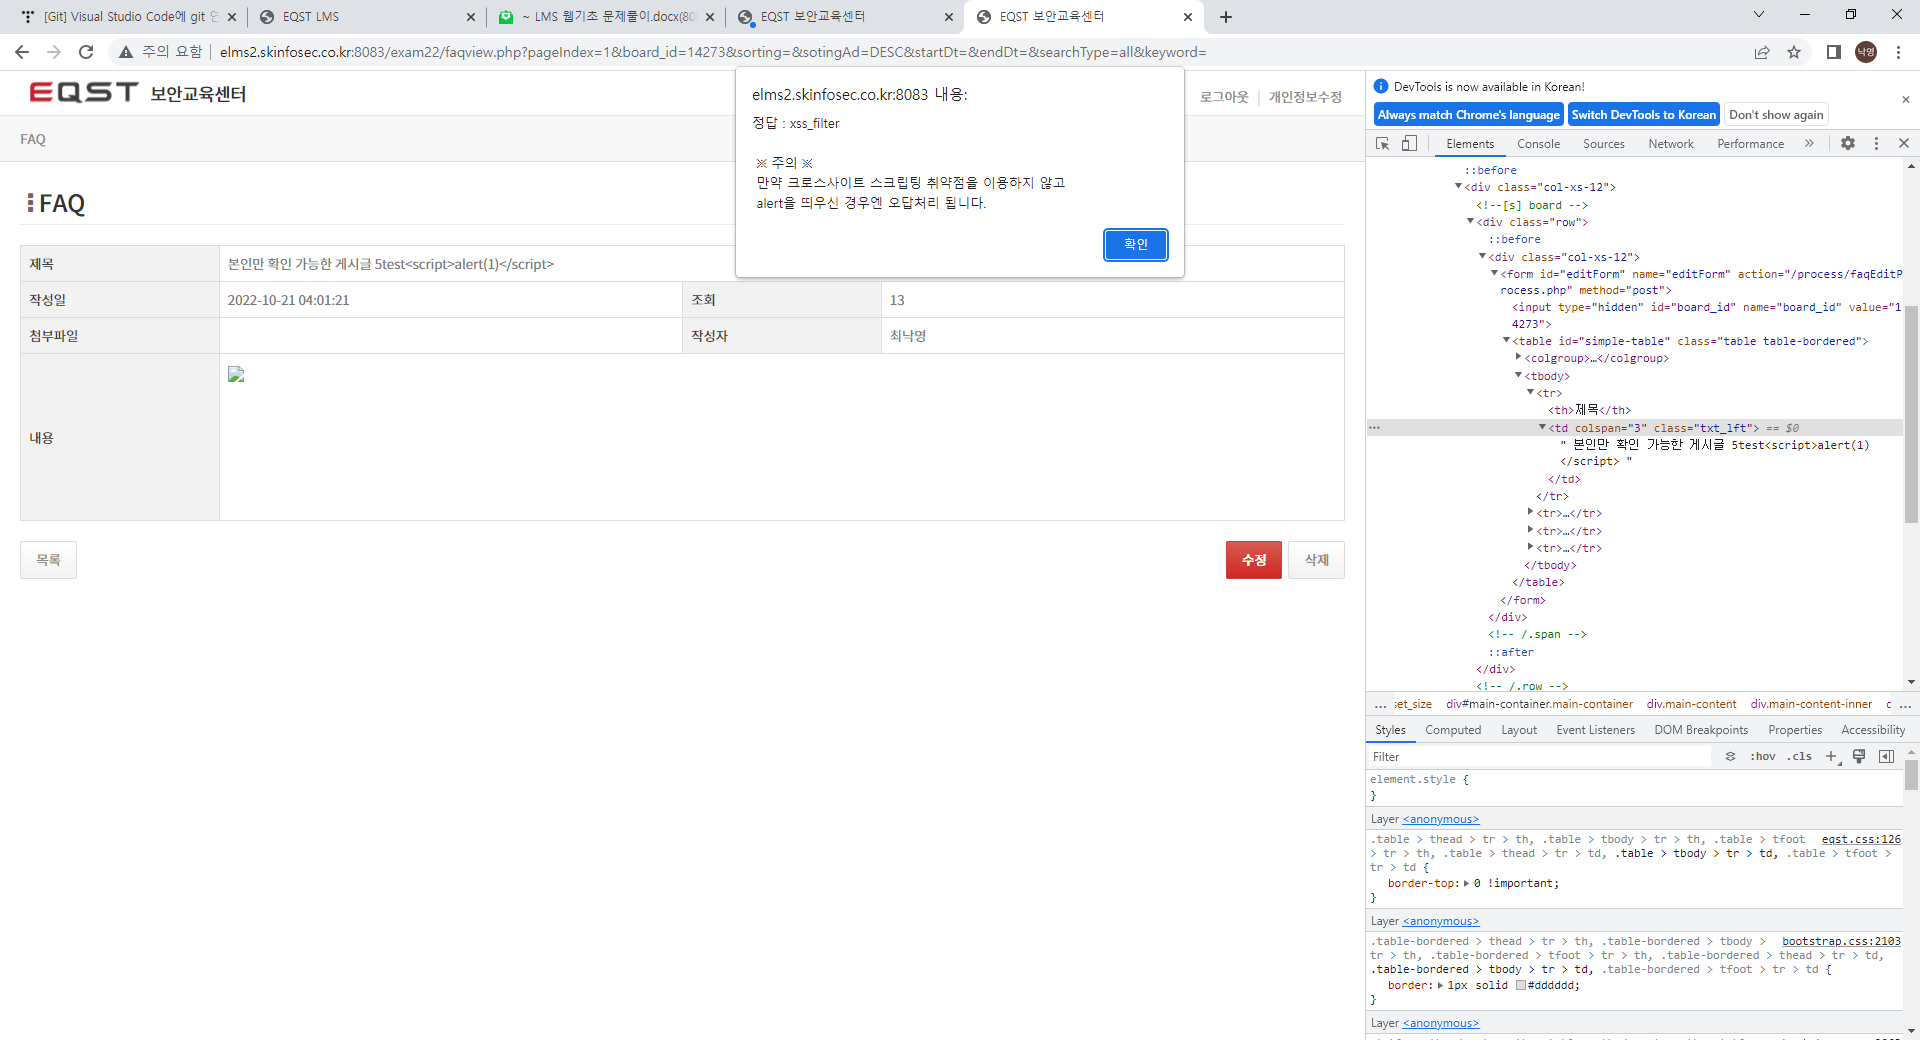 [Git] Visual Studio Code에 git 연
EQST LMS
~ LMS 웹기초 문제풀이.docx(80
EQST 보안교육센터
EQST 보안교육센터
주의 요함
elms2.skinfosec.co.kr:8083/exam22/faqview.php?pageIndex=1&board_id=14273&sorting=&sotingAd=DESC&startDt=&endDt=&searchType=all&keyword=
낙영
EQST 보안교육센터
로그아웃 | 개인정보수정
FAQ
elms2.skinfosec.co.kr:8083 내용:
정답 : xss_filter
※ 주의 ※
만약 크로스사이트 스크립팅 취약점을 이용하지 않고
alert을 띄우신 경우엔 오답처리 됩니다.
확인
FAQ
제목
본인만 확인 가능한 게시글 5test<script>alert(1)</script>
작성일
2022-10-21 04:01:21
조회
13
첨부파일
작성자
최낙영
내용
목록
수정
삭제
DevTools is now available in Korean!
Always match Chrome's language
Switch DevTools to Korean
Don't show again
Elements
Console
Sources
Network
Performance
::before
<div class="col-xs-12">
<!--[s] board -->
<div class="row">
::before
<div class="col-xs-12">
<form id="editForm" name="editForm" action="/process/faqEditP
rocess.php" method="post">
<input type="hidden" id="board_id" name="board_id" value="1
4273">
<table id="simple-table" class="table table-bordered">
<colgroup>…</colgroup>
<tbody>
<tr>
<th>제목</th>
<td colspan="3" class="txt_lft"> == $0
" 본인만 확인 가능한 게시글 5test<script>alert(1)
</script> "
</td>
</tr>
<tr>…</tr>
<tr>…</tr>
<tr>…</tr>
</tbody>
</table>
</form>
</div>
<!-- /.span -->
::after
</div>
<!-- /.row -->
... set_size
div#main-container.main-container
div.main-content
div.main-content-inner
c ...
Styles
Computed
Layout
Event Listeners
DOM Breakpoints
Properties
Accessibility
Filter
:hov .cls
element.style {
}
Layer <anonymous>
.table > thead > tr > th, .table > tbody > tr > th, .table > tfoot eqst.css:126
> tr > th, .table > thead > tr > td, .table > tbody > tr > td, .table > tfoot >
tr > td {
border-top: 0 !important;
}
Layer <anonymous>
.table-bordered > thead > tr > th, .table-bordered > tbody > bootstrap.css:2103
tr > th, .table-bordered > tfoot > tr > th, .table-bordered > thead > tr > td,
.table-bordered > tbody > tr > td, .table-bordered > tfoot > tr > td {
border: 1px solid #dddddd;
}
Layer <anonymous>